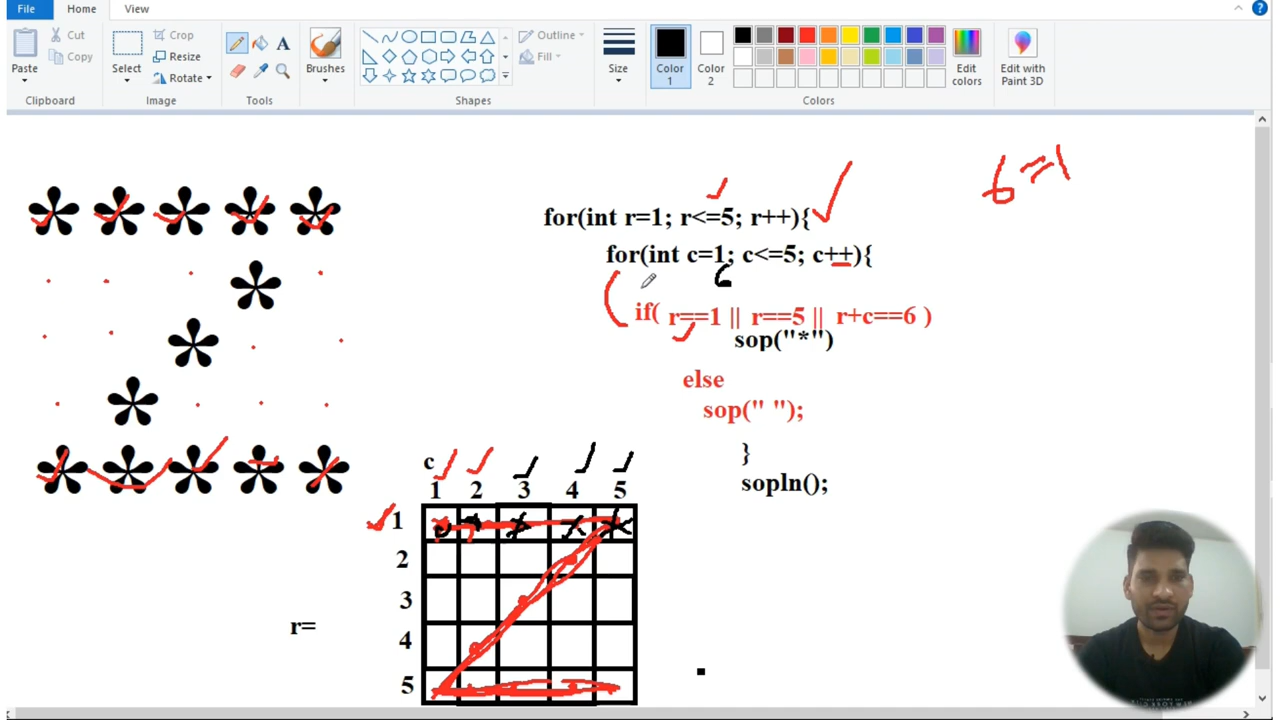 File Home View
Paste Cut Copy Clipboard
Select Crop Resize Rotate Image
Tools A
Brushes
Shapes Outline Fill
Size
Color 1 Color 2 Colors
Edit colors
Edit with Paint 3D
6=1
for(int r=1; r<=5; r++){
for(int c=1; c<=5; c++){
6
if( r==1 || r==5 || r+c==6 )
sop("*")
else
sop(" ");
}
sopln();
* * * * *
*
*
*
* * * * *
c
1 2 3 4 5
1
2
3
4
5
r=